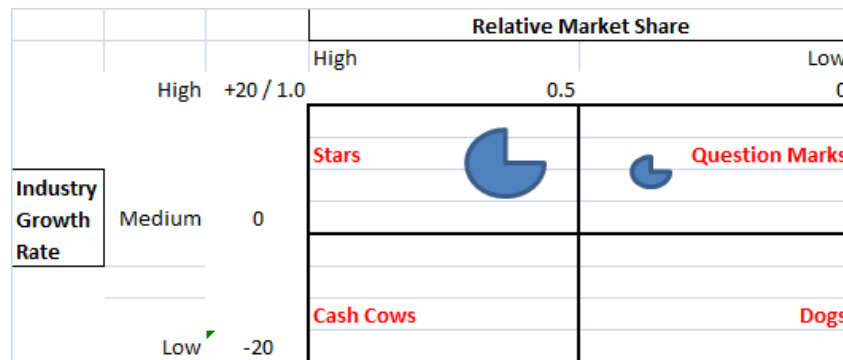 Relative Market Share
High Low
High +20 / 1.0 0.5 0
Stars Question Marks
Industry
Growth
Rate
Medium 0
Cash Cows Dogs
Low -20